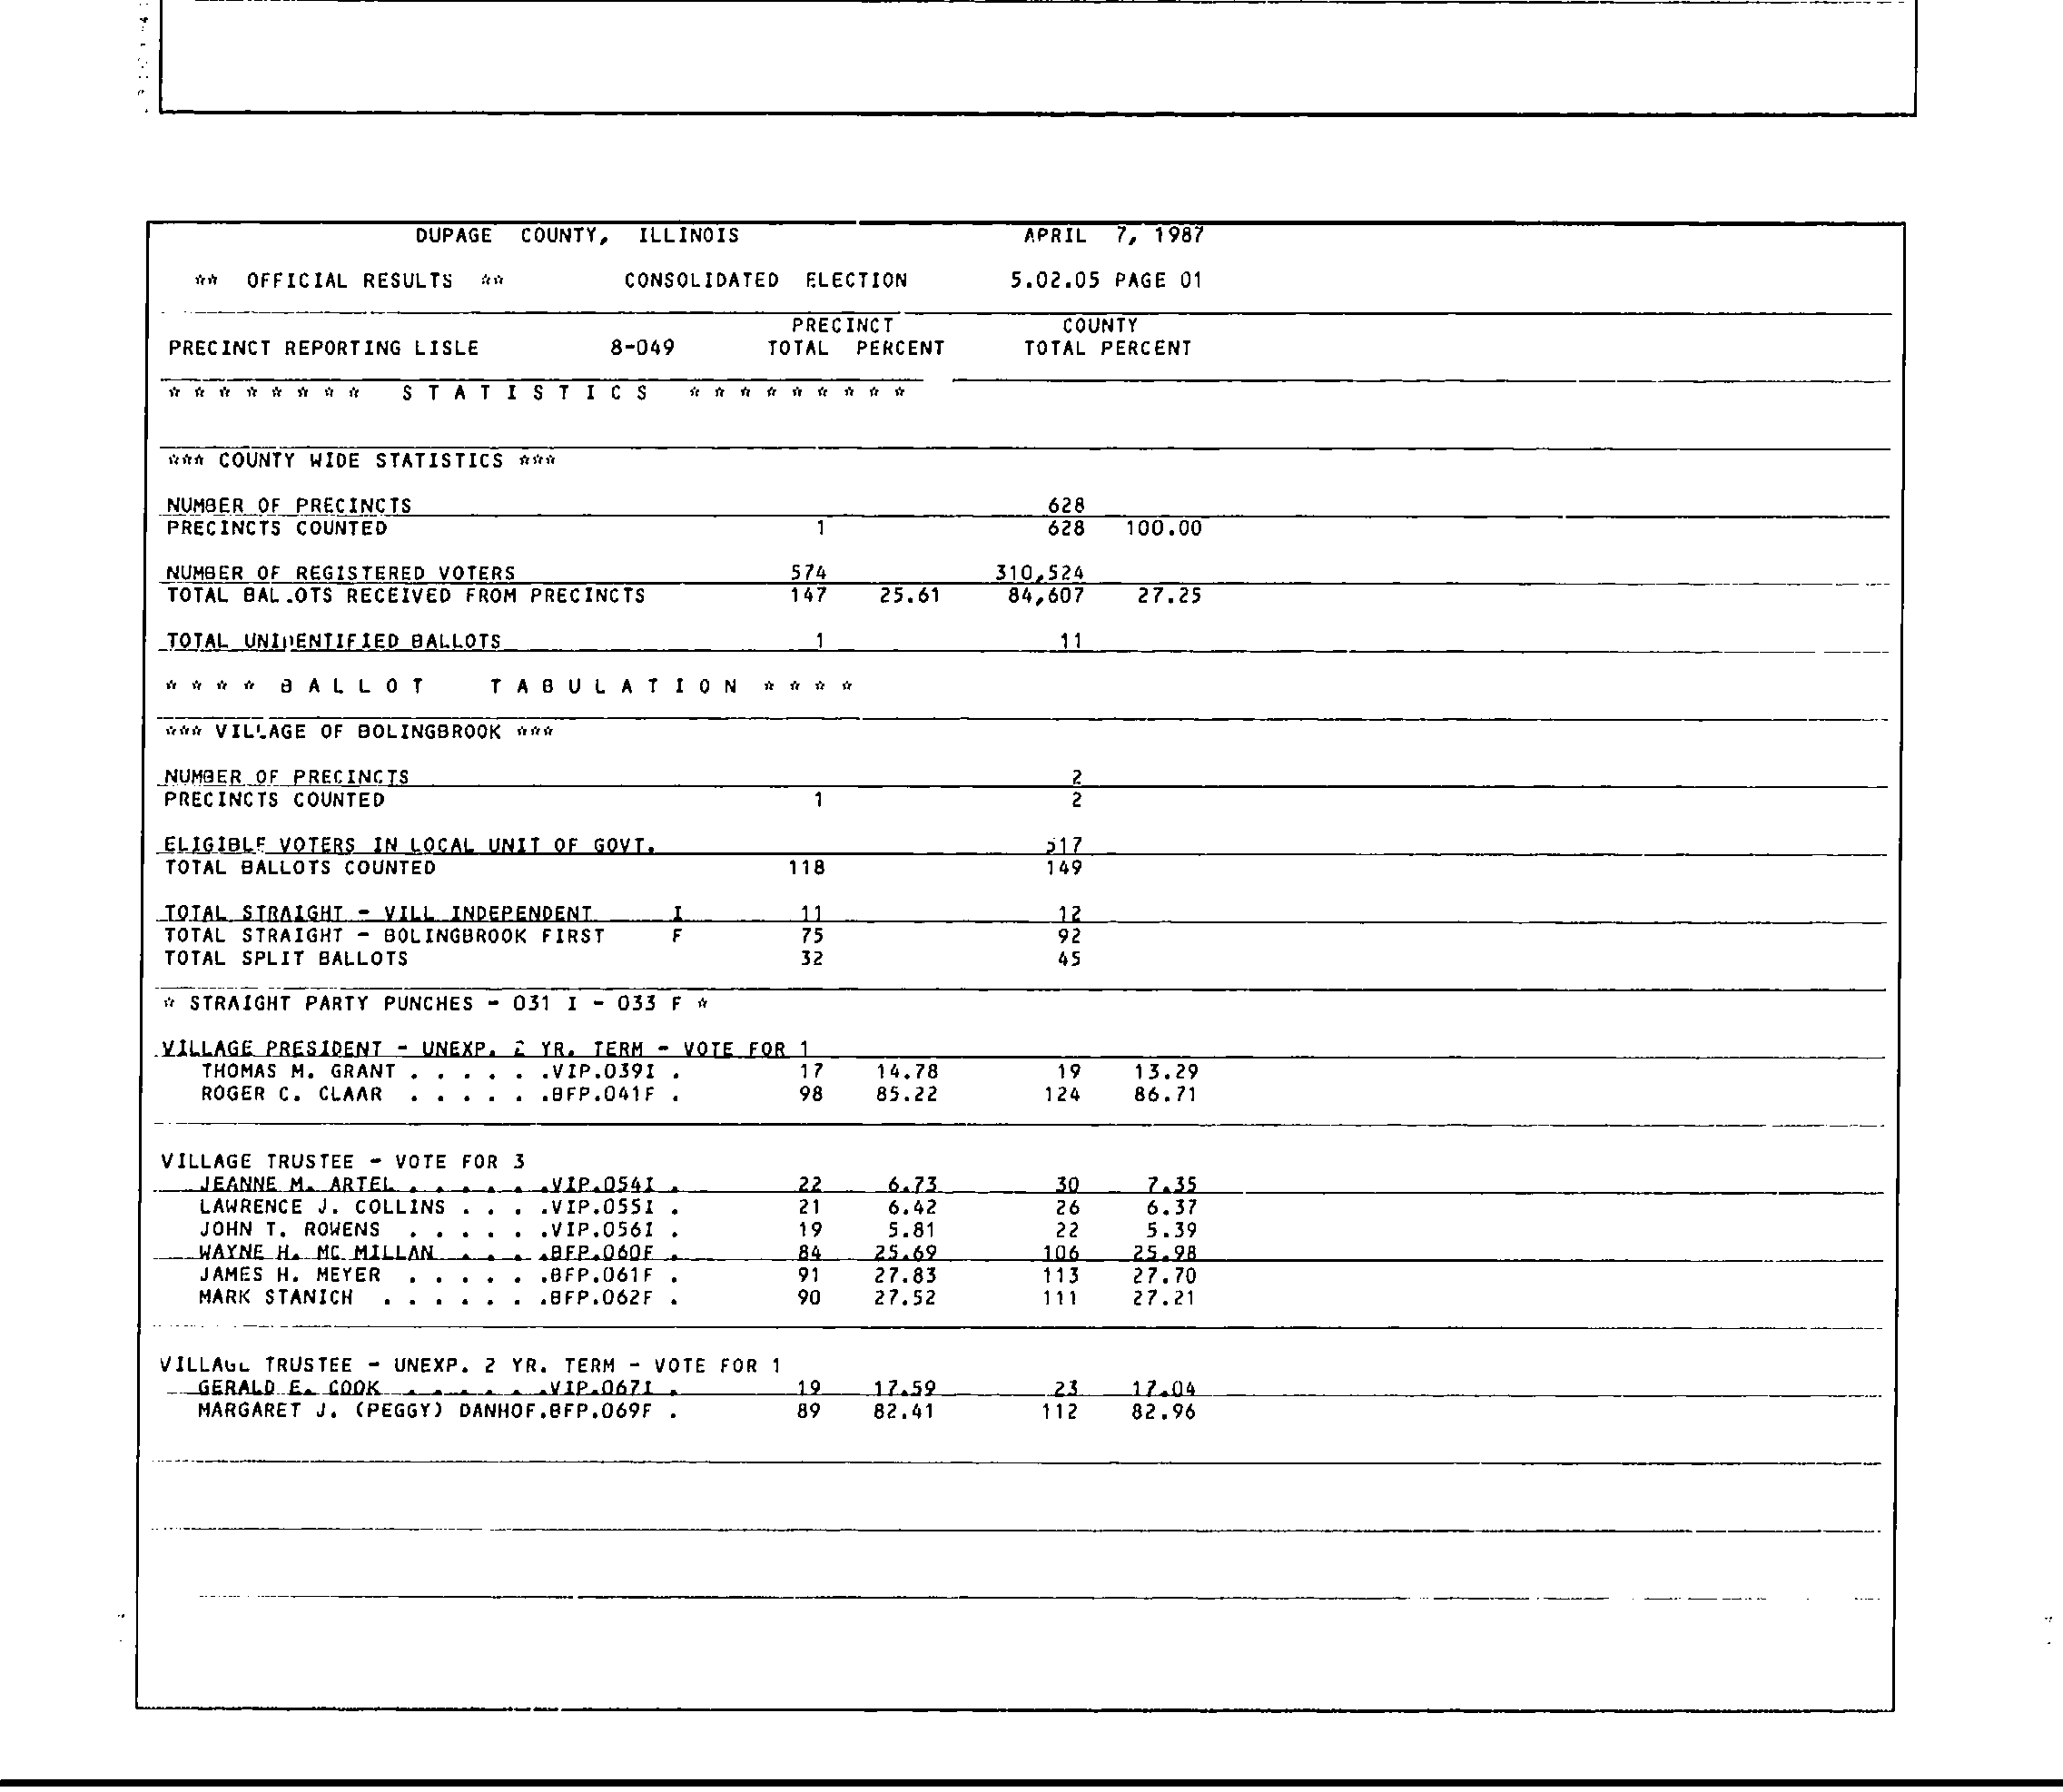 DUPAGE COUNTY, ILLINOIS APRIL 7, 1987
** OFFICIAL RESULTS ** CONSOLIDATED ELECTION 5.02.05 PAGE 01
PRECINCT COUNTY
PRECINCT REPORTING LISLE 8-049 TOTAL PERCENT TOTAL PERCENT
* * * * * * * * S T A T I S T I C S * * * * * * * * *
*** COUNTY WIDE STATISTICS ***
NUMBER OF PRECINCTS 628
PRECINCTS COUNTED 1 628 100.00
NUMBER OF REGISTERED VOTERS 574 310,524
TOTAL BALLOTS RECEIVED FROM PRECINCTS 147 25.61 84,607 27.25
TOTAL UNIDENTIFIED BALLOTS 1 11
* * * * B A L L O T T A B U L A T I O N * * * *
*** VILLAGE OF BOLINGBROOK ***
NUMBER OF PRECINCTS 2
PRECINCTS COUNTED 1 2
ELIGIBLE VOTERS IN LOCAL UNIT OF GOVT. 517
TOTAL BALLOTS COUNTED 118 149
TOTAL STRAIGHT - VILL INDEPENDENT I 11 12
TOTAL STRAIGHT - BOLINGBROOK FIRST F 75 92
TOTAL SPLIT BALLOTS 32 45
* STRAIGHT PARTY PUNCHES - 031 I - 033 F *
VILLAGE PRESIDENT - UNEXP. 2 YR. TERM - VOTE FOR 1
THOMAS M. GRANT . . . . . .VIP.039I . 17 14.78 19 13.29
ROGER C. CLAAR . . . . . .BFP.041F . 98 85.22 124 86.71
VILLAGE TRUSTEE - VOTE FOR 3
JEANNE M. ARTEL . . . . . .VIP.054I . 22 6.73 30 7.35
LAWRENCE J. COLLINS . . . .VIP.055I . 21 6.42 26 6.37
JOHN T. ROWENS . . . . . .VIP.056I . 19 5.81 22 5.39
WAYNE H. MC MILLAN . . . .BFP.060F . 84 25.69 106 25.98
JAMES H. MEYER . . . . . .BFP.061F . 91 27.83 113 27.70
MARK STANICH . . . . . . .BFP.062F . 90 27.52 111 27.21
VILLAGE TRUSTEE - UNEXP. 2 YR. TERM - VOTE FOR 1
GERALD E. COOK . . . . . .VIP.067I . 19 17.59 23 17.04
MARGARET J. (PEGGY) DANHOF.BFP.069F . 89 82.41 112 82.96